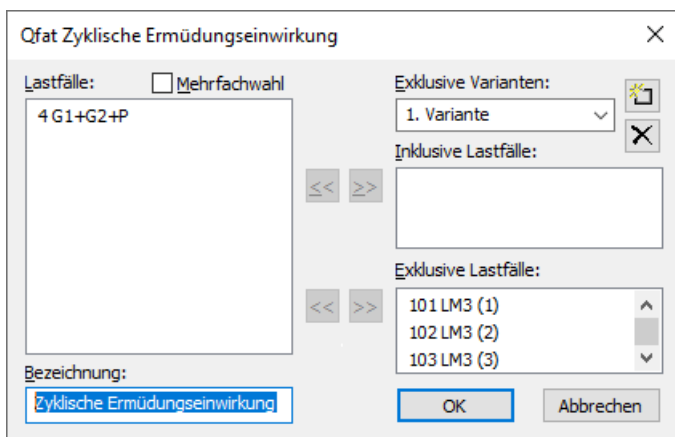 Qfat Zyklische Ermüdungseinwirkung
Lastfälle:
Mehrfachwahl
4 G1+G2+P
<<
>>
<<
>>
Bezeichnung:
Zyklische Ermüdungseinwirkung
Exklusive Varianten:
1. Variante
Inklusive Lastfälle:
Exklusive Lastfälle:
101 LM3 (1)
102 LM3 (2)
103 LM3 (3)
OK
Abbrechen